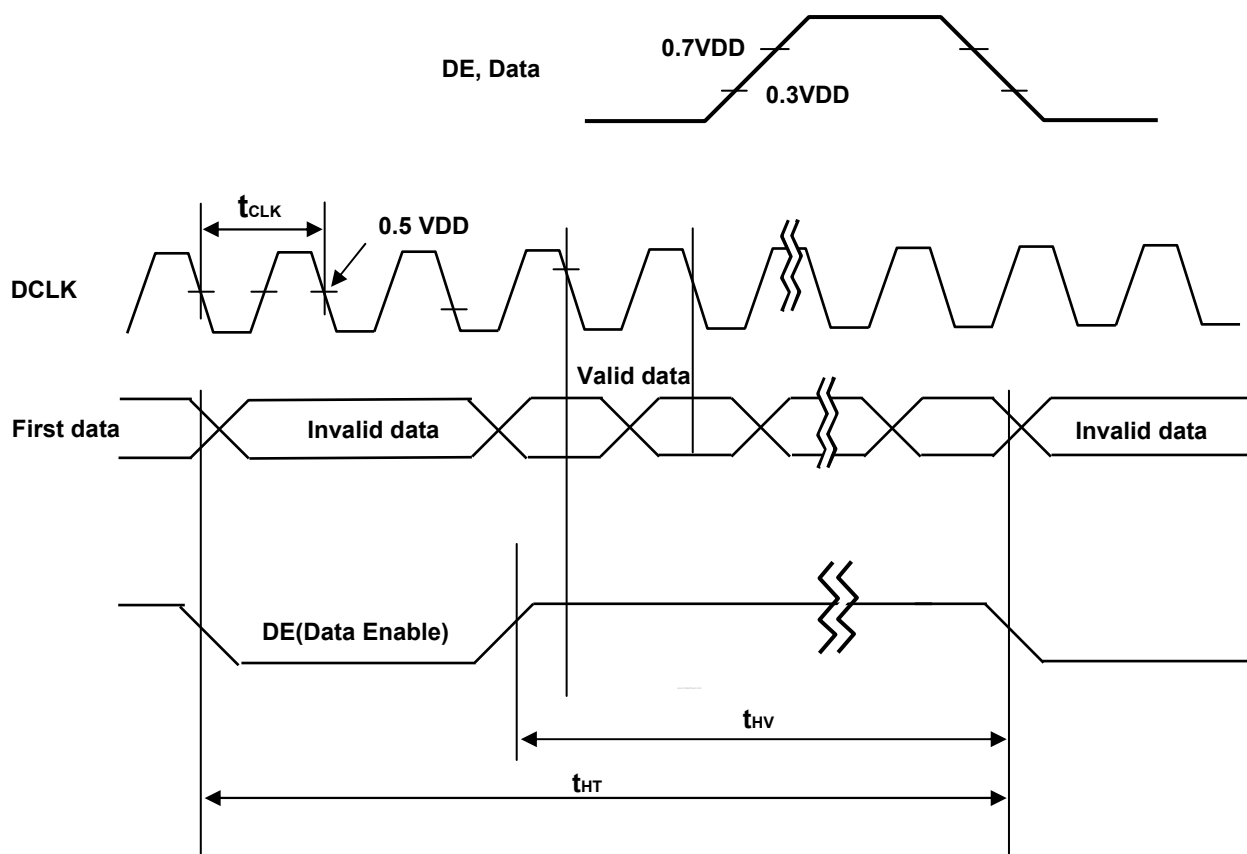 0.7VDD
DE, Data
0.3VDD
tCLK
0.5 VDD
DCLK
Valid data
First data
Invalid data
Invalid data
DE(Data Enable)
tHV
tHT